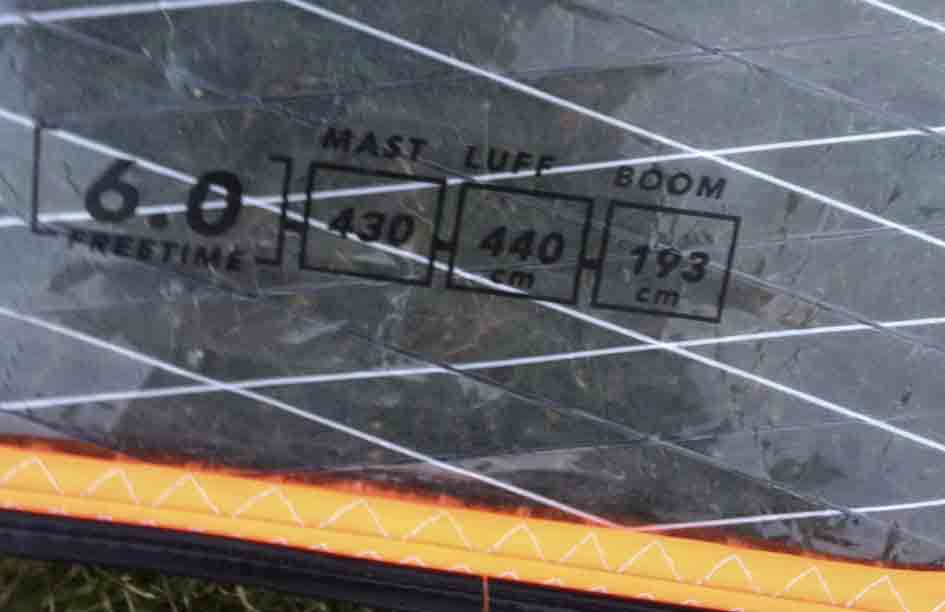 6.0
FREETIME
MAST
430
LUFF
440
cm
BOOM
193
cm